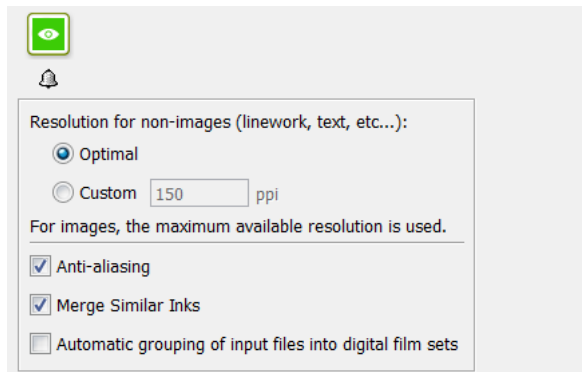 Resolution for non-images (linework, text, etc...):
Optimal
Custom 150 ppi
For images, the maximum available resolution is used.
Anti-aliasing
Merge Similar Inks
Automatic grouping of input files into digital film sets